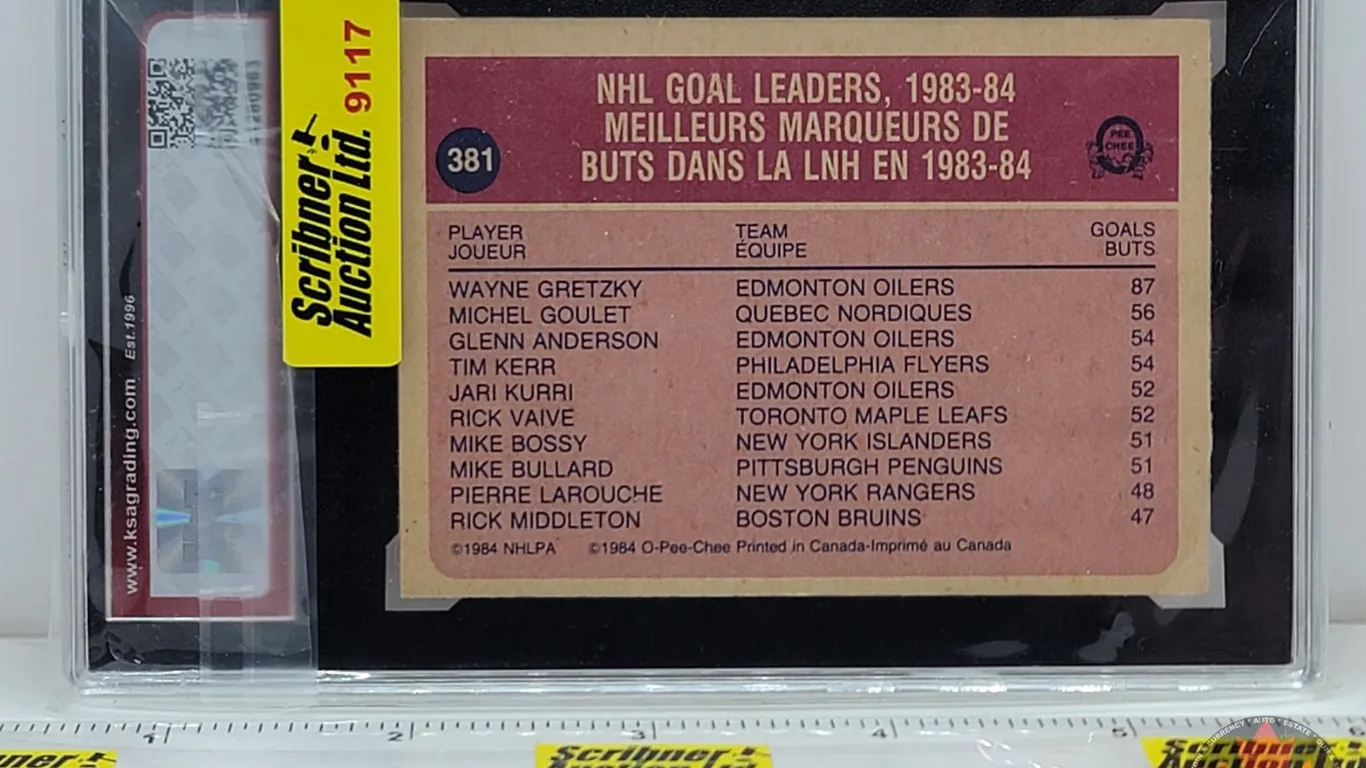 www.ksagrading.com Est.1996
Scribner
Auction Ltd. 9117
NHL GOAL LEADERS, 1983-84
MEILLEURS MARQUEURS DE
BUTS DANS LA LNH EN 1983-84
381
PEE
CHEE
PLAYER TEAM GOALS
JOUEUR ÉQUIPE BUTS
WAYNE GRETZKY EDMONTON OILERS 87
MICHEL GOULET QUEBEC NORDIQUES 56
GLENN ANDERSON EDMONTON OILERS 54
TIM KERR PHILADELPHIA FLYERS 54
JARI KURRI EDMONTON OILERS 52
RICK VAIVE TORONTO MAPLE LEAFS 52
MIKE BOSSY NEW YORK ISLANDERS 51
MIKE BULLARD PITTSBURGH PENGUINS 51
PIERRE LAROUCHE NEW YORK RANGERS 48
RICK MIDDLETON BOSTON BRUINS 47
©1984 NHLPA ©1984 O-Pee-Chee Printed in Canada-Imprimé au Canada
1 2 3 4 5 6
Scribner
Auction Ltd.
Scribner